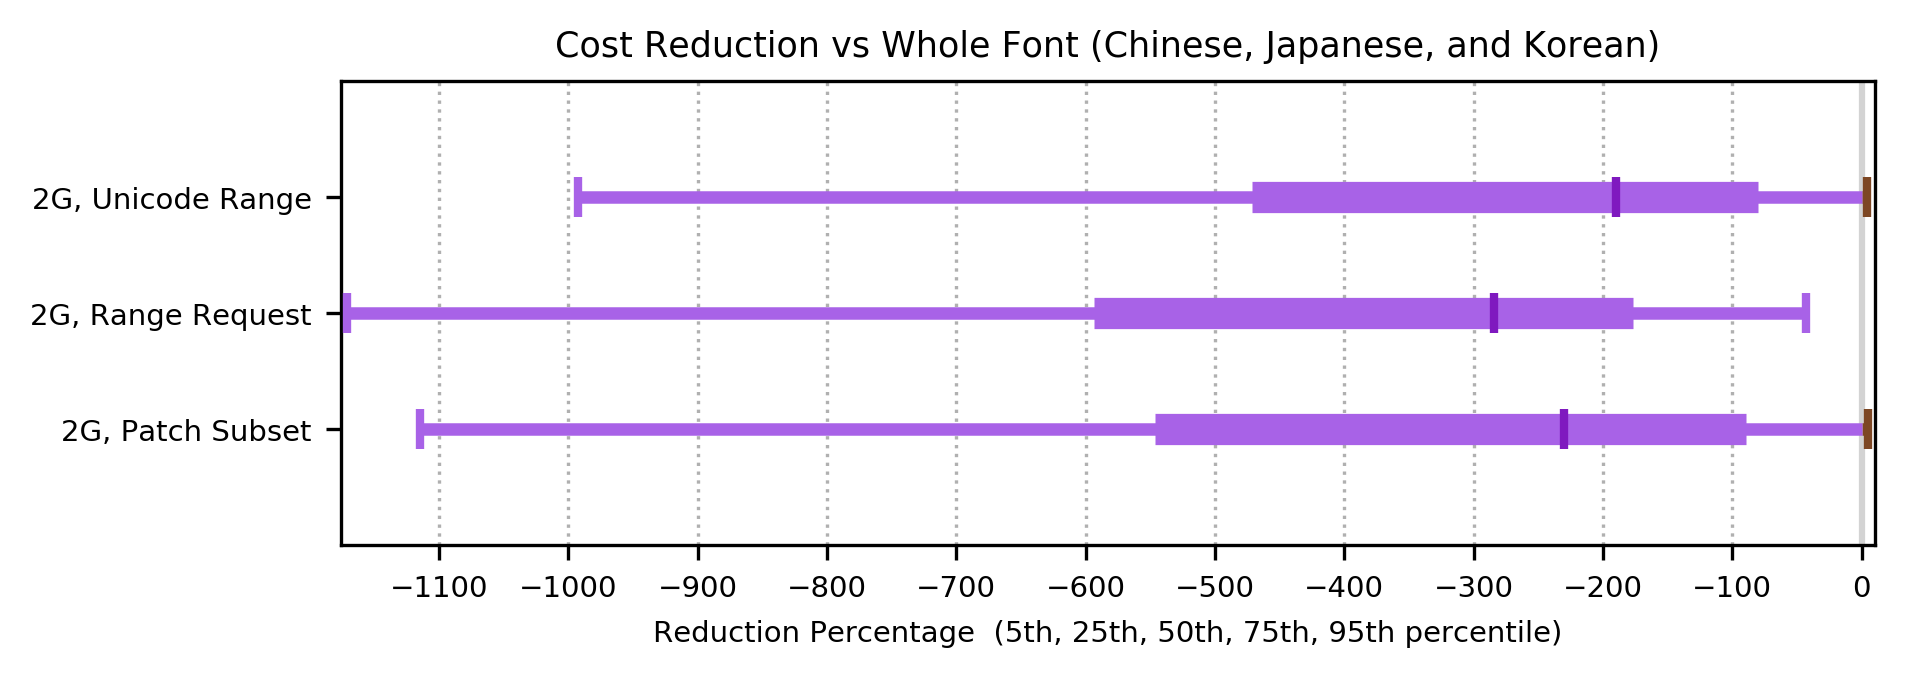 Cost Reduction vs Whole Font (Chinese, Japanese, and Korean)
2G, Unicode Range
2G, Range Request
2G, Patch Subset
−1100 −1000 −900 −800 −700 −600 −500 −400 −300 −200 −100 0
Reduction Percentage  (5th, 25th, 50th, 75th, 95th percentile)